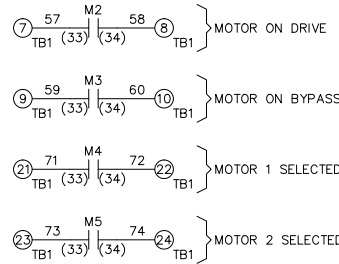 M2
7 57 58 8 MOTOR ON DRIVE
TB1 (33) (34) TB1
M3
9 59 60 10 MOTOR ON BYPASS
TB1 (33) (34) TB1
M4
21 71 72 22 MOTOR 1 SELECTED
TB1 (33) (34) TB1
M5
23 73 74 24 MOTOR 2 SELECTED
TB1 (33) (34) TB1